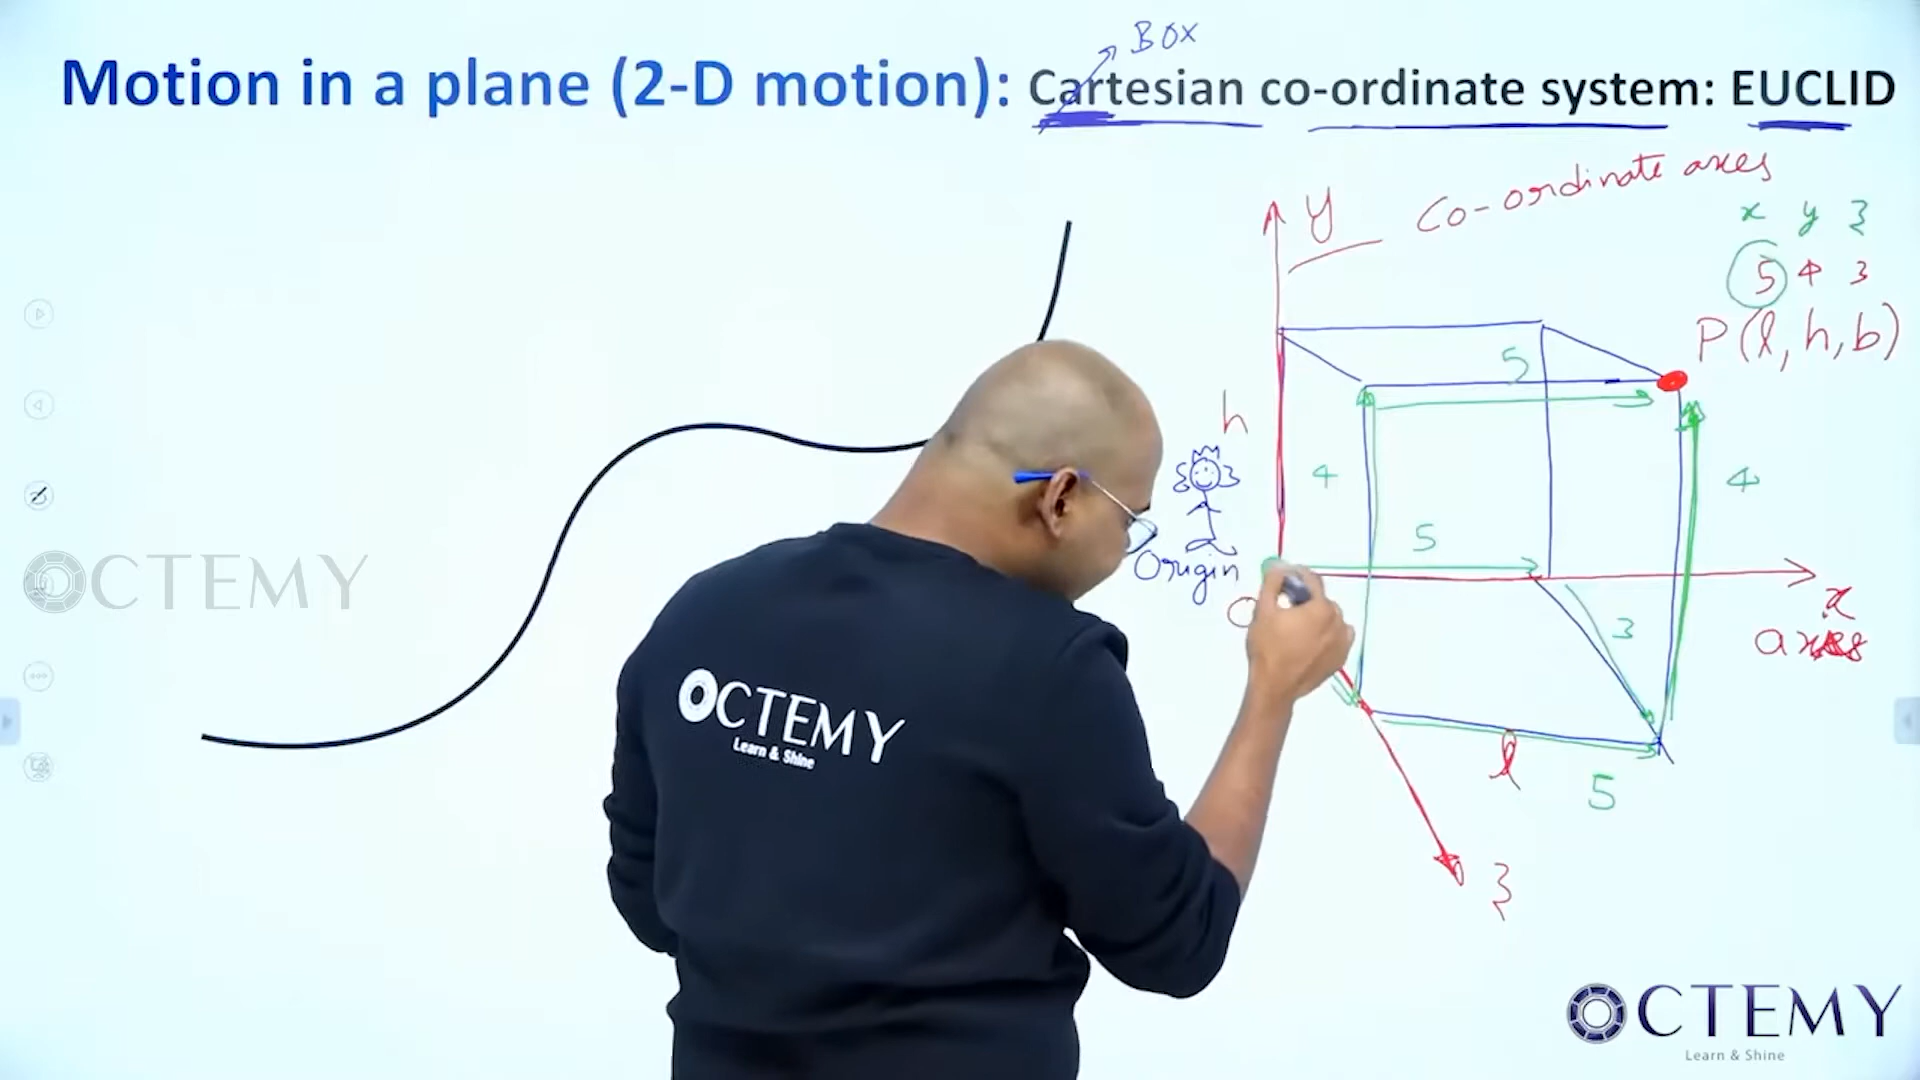 BOX
Motion in a plane (2-D motion): Cartesian co-ordinate system: EUCLID
Co-ordinate axes
y
x y z
5 4 3
P(l, h, b)
5
h
4
4
5
Origin
O
3
x
l
5
z
OCTEMY
OCTEMY
Learn & Shine
OCTEMY
Learn & Shine